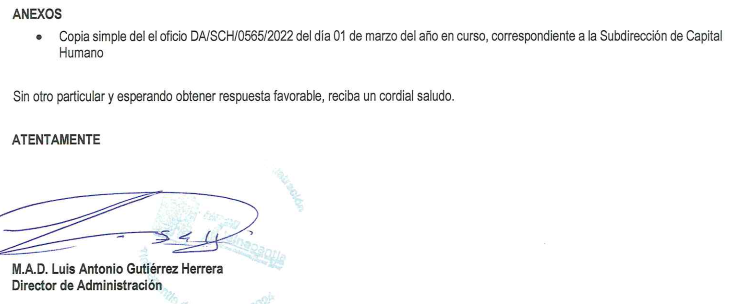 ANEXOS
• Copia simple del el oficio DA/SCH/0565/2022 del día 01 de marzo del año en curso, correspondiente a la Subdirección de Capital
Humano
Sin otro particular y esperando obtener respuesta favorable, reciba un cordial saludo.
ATENTAMENTE
M.A.D. Luis Antonio Gutiérrez Herrera
Director de Administración